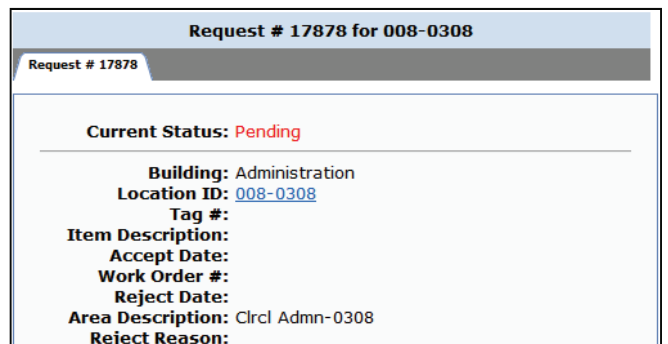 Request # 17878 for 008-0308
Request # 17878
Current Status: Pending
Building: Administration
Location ID: 008-0308
Tag #:
Item Description:
Accept Date:
Work Order #:
Reject Date:
Area Description: Clrcl Admn-0308
Reject Reason: